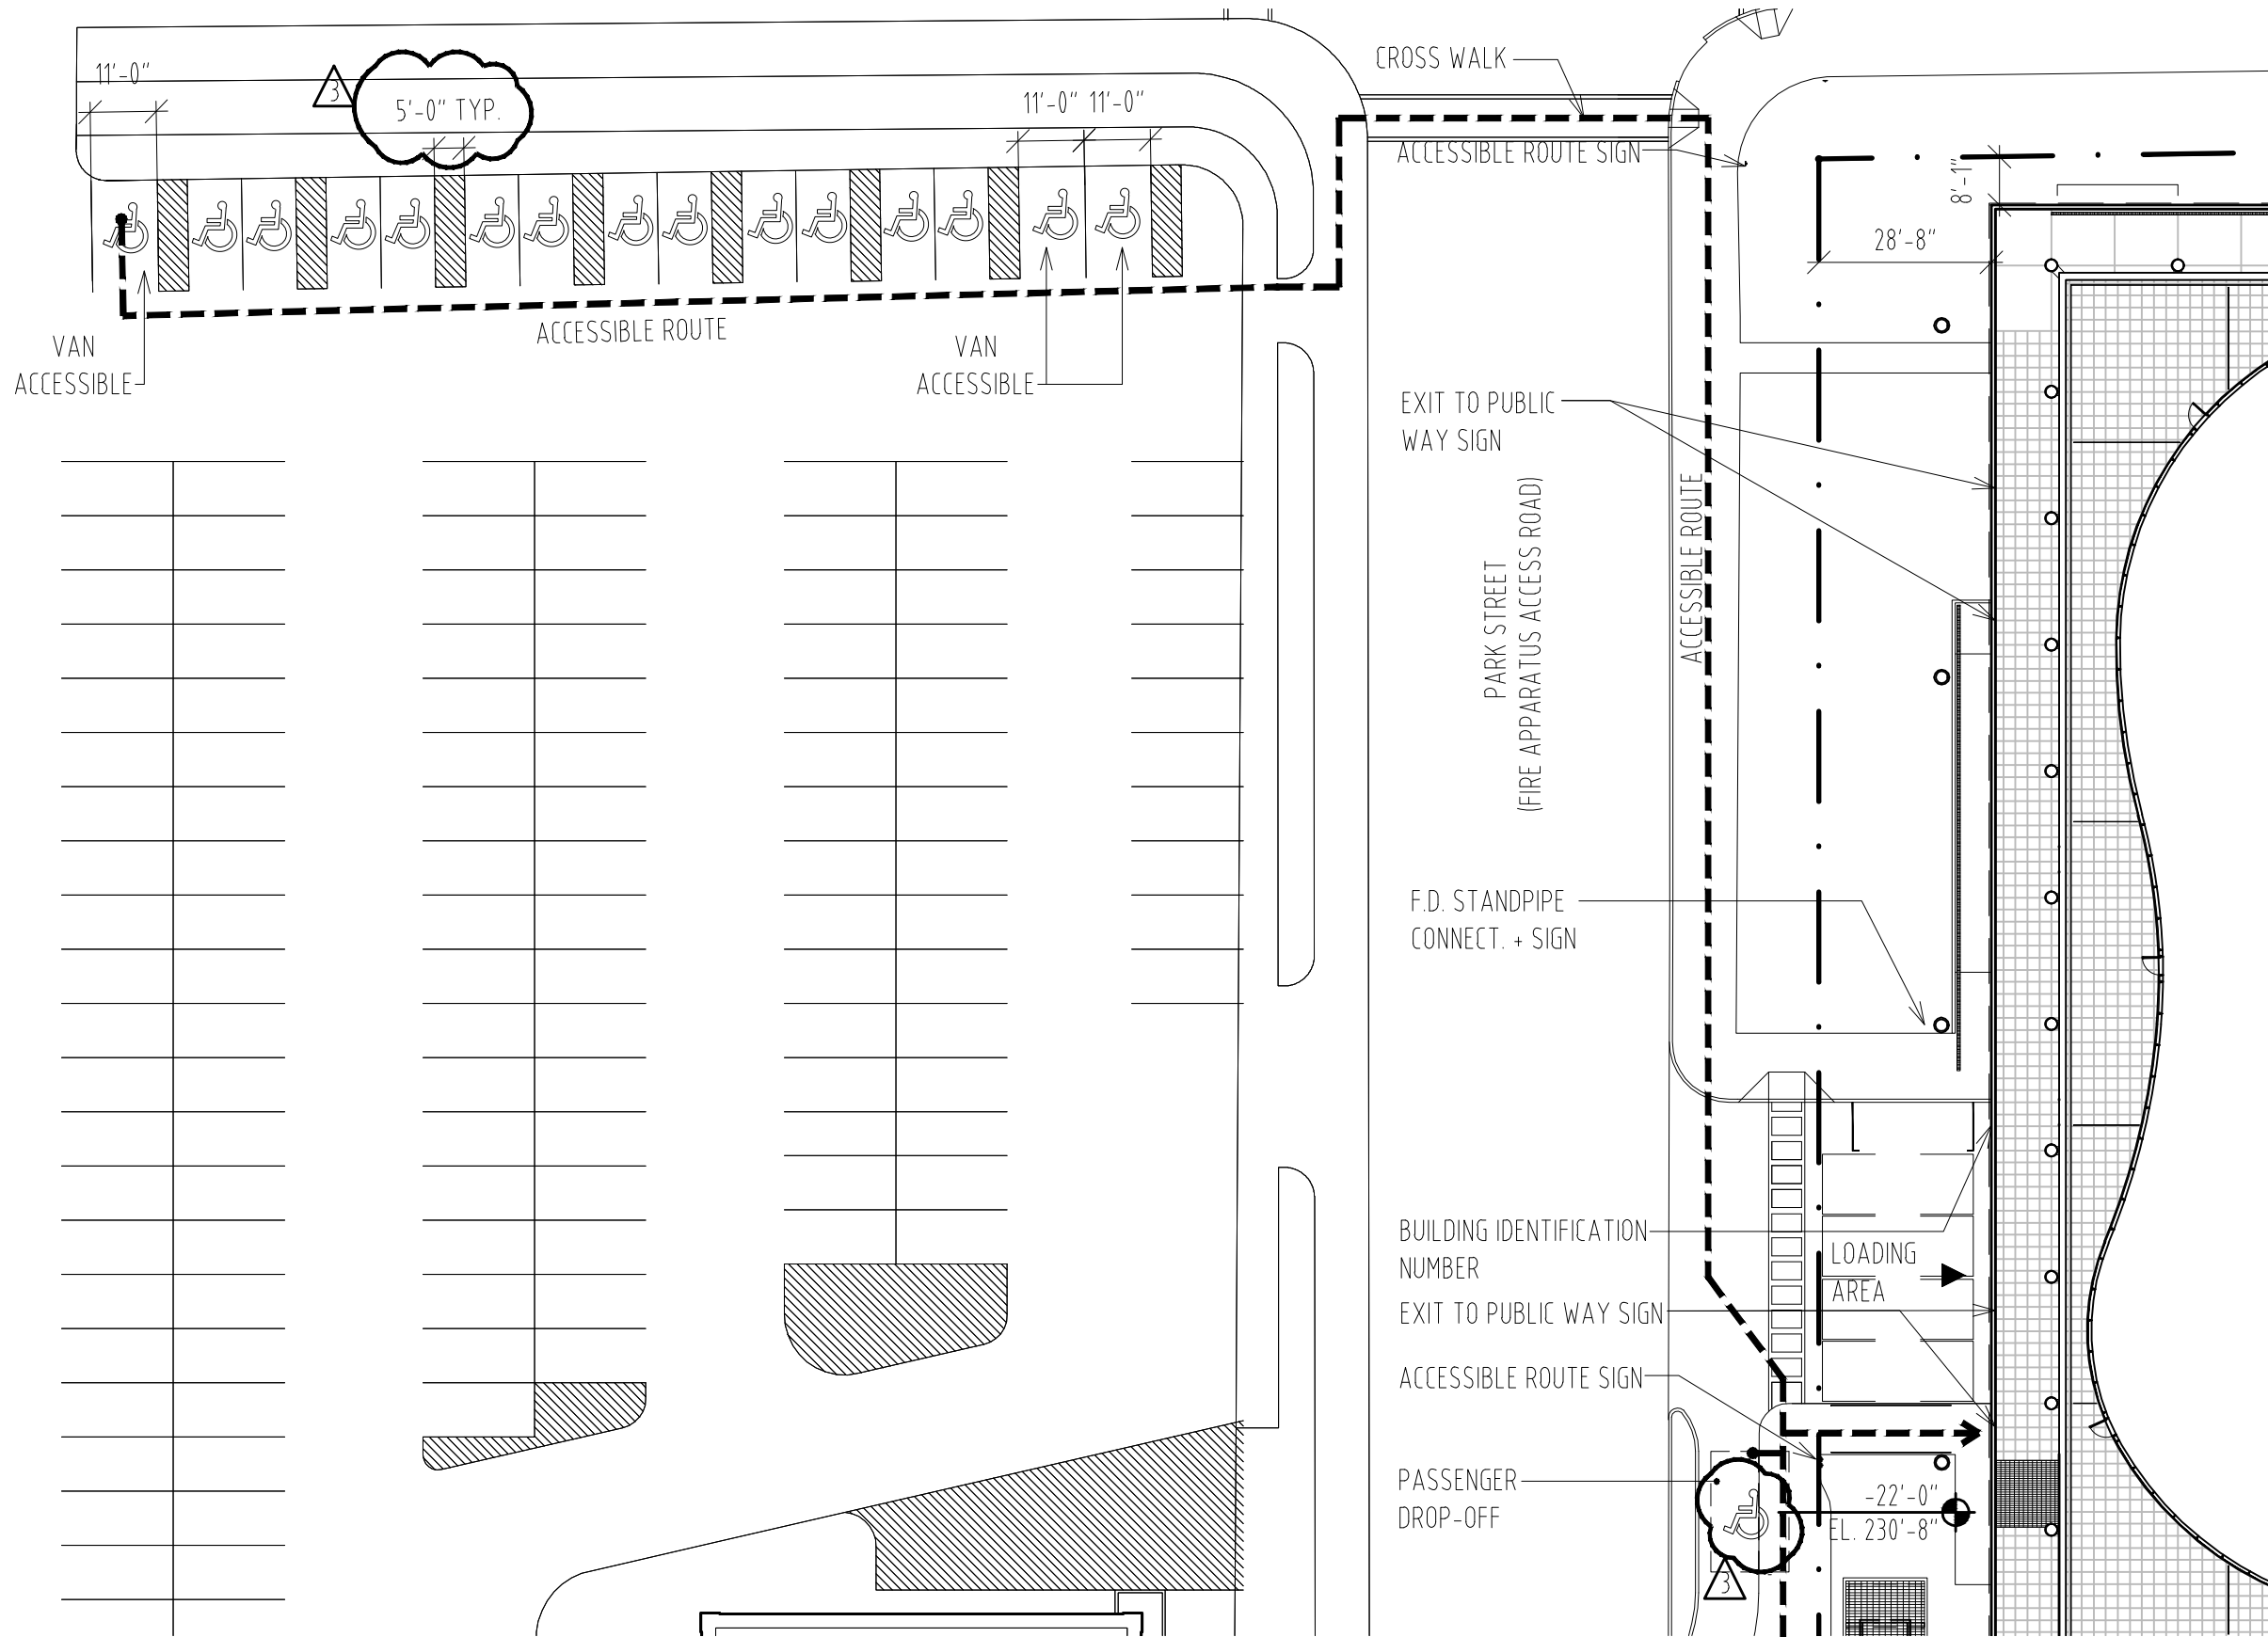 11'-0"
3
5'-0" TYP.
11'-0" 11'-0"
CROSS WALK
ACCESSIBLE ROUTE SIGN
8'-11"
28'-8"
ACCESSIBLE ROUTE
VAN
ACCESSIBLE
VAN
ACCESSIBLE
EXIT TO PUBLIC
WAY SIGN
PARK STREET
(FIRE APPARATUS ACCESS ROAD)
ACCESSIBLE ROUTE
F.D. STANDPIPE
CONNECT. + SIGN
BUILDING IDENTIFICATION
NUMBER
LOADING
AREA
EXIT TO PUBLIC WAY SIGN
ACCESSIBLE ROUTE SIGN
PASSENGER
DROP-OFF
-22'-0"
EL. 230'-8"
3